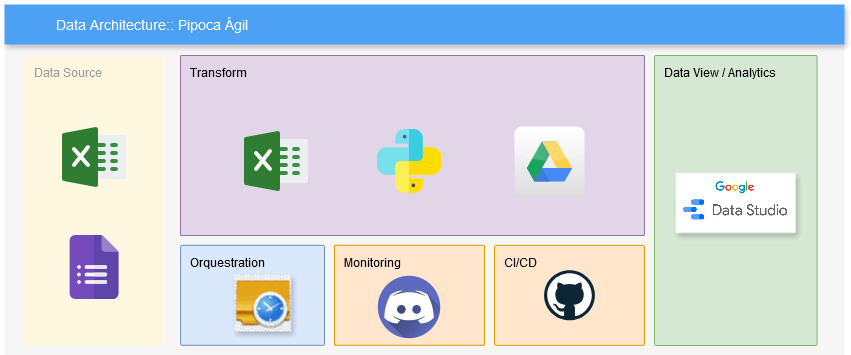 Data Architecture:: Pipoca Ágil
Data Source
Transform
Data View / Analytics
X
X
Google
Data Studio
Orquestration
Monitoring
CI/CD